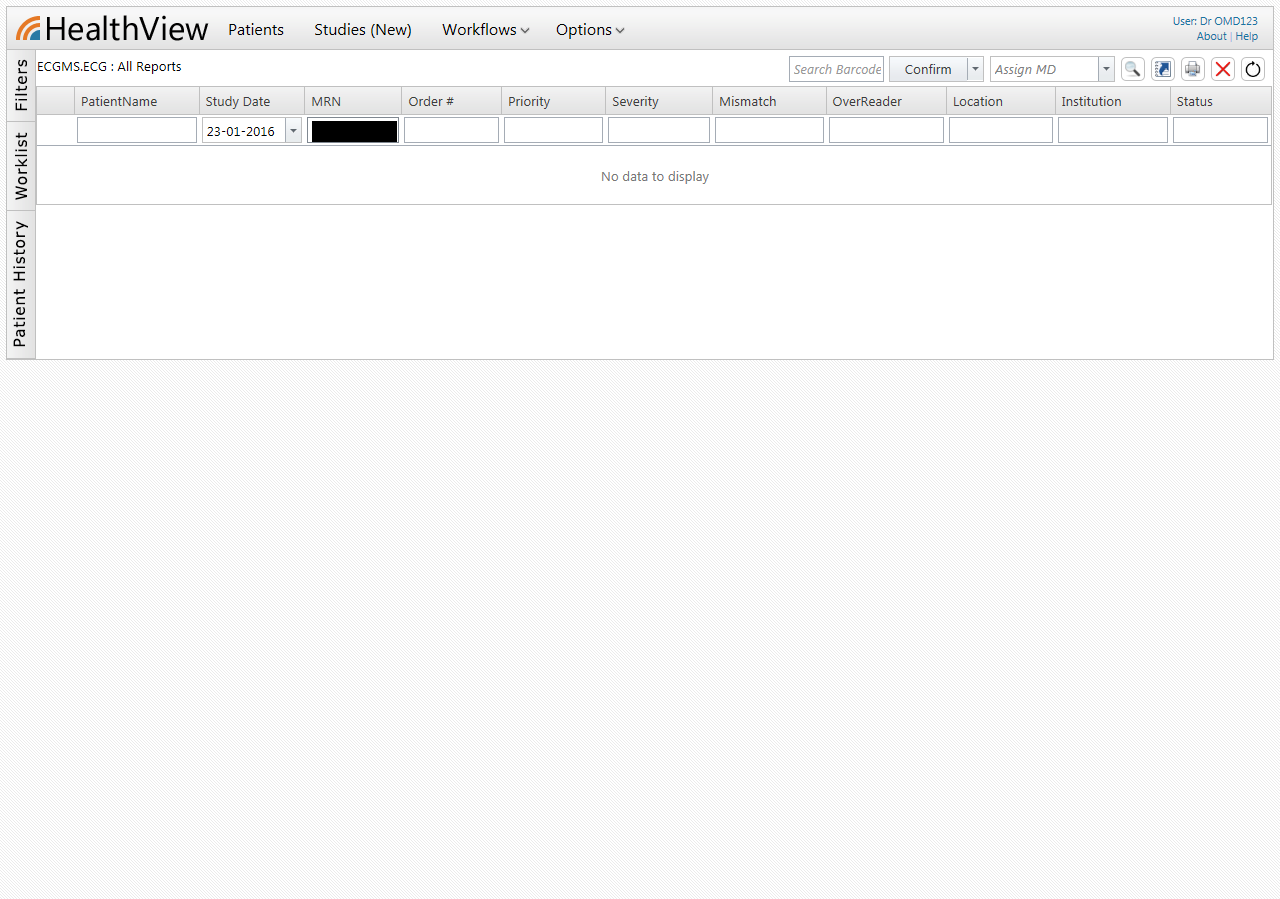 HealthView Patients Studies (New) Workflows Options User: Dr OMD123
About | Help
Filters
Worklist
Patient History
ECGMS.ECG : All Reports Search Barcode Confirm Assign MD
PatientName Study Date MRN Order # Priority Severity Mismatch OverReader Location Institution Status
23-01-2016
No data to display